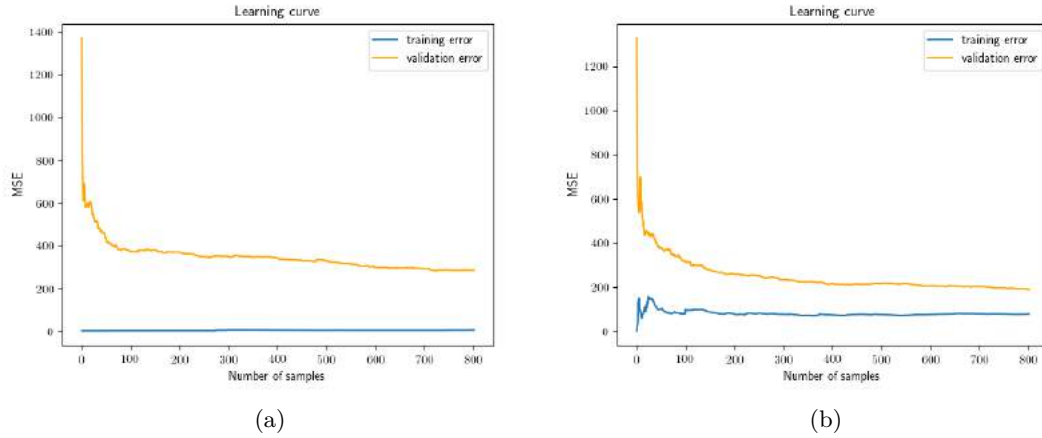 Learning curve
1400
1200
1000
800
600
400
200
0
MSE
training error
validation error
0 100 200 300 400 500 600 700 800
Number of samples
(a)
Learning curve
1200
1000
800
600
400
200
0
MSE
training error
validation error
0 100 200 300 400 500 600 700 800
Number of samples
(b)